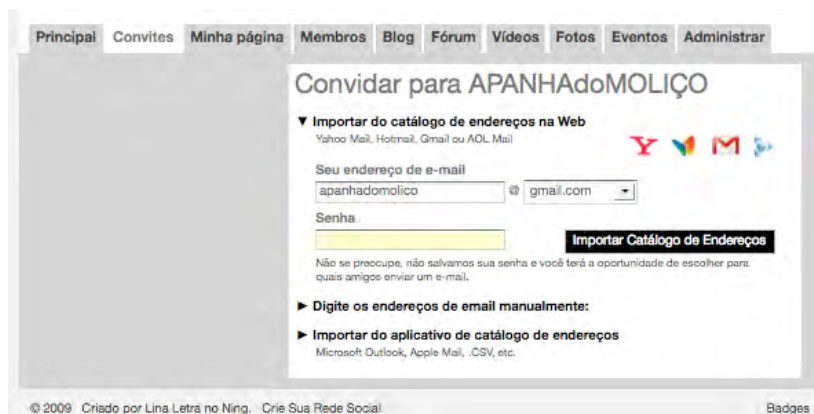 Principal Convites Minha página Membros Blog Fórum Vídeos Fotos Eventos Administrar
Convidar para APANHAdoMOLIÇO
▼ Importar do catálogo de endereços na Web
Yahoo Mail, Hotmail, Gmail ou AOL Mail
Seu endereço de e-mail
apanhadomolico @ gmail.com
Senha
Importar Catálogo de Endereços
Não se preocupe, não salvamos sua senha e você terá a oportunidade de escolher para
quais amigos enviar um e-mail.
► Digite os endereços de email manualmente:
► Importar do aplicativo de catálogo de endereços
Microsoft Outlook, Apple Mail, .CSV, etc.
© 2009 Criado por Lina Letra no Ning. Crie Sua Rede Social Badges